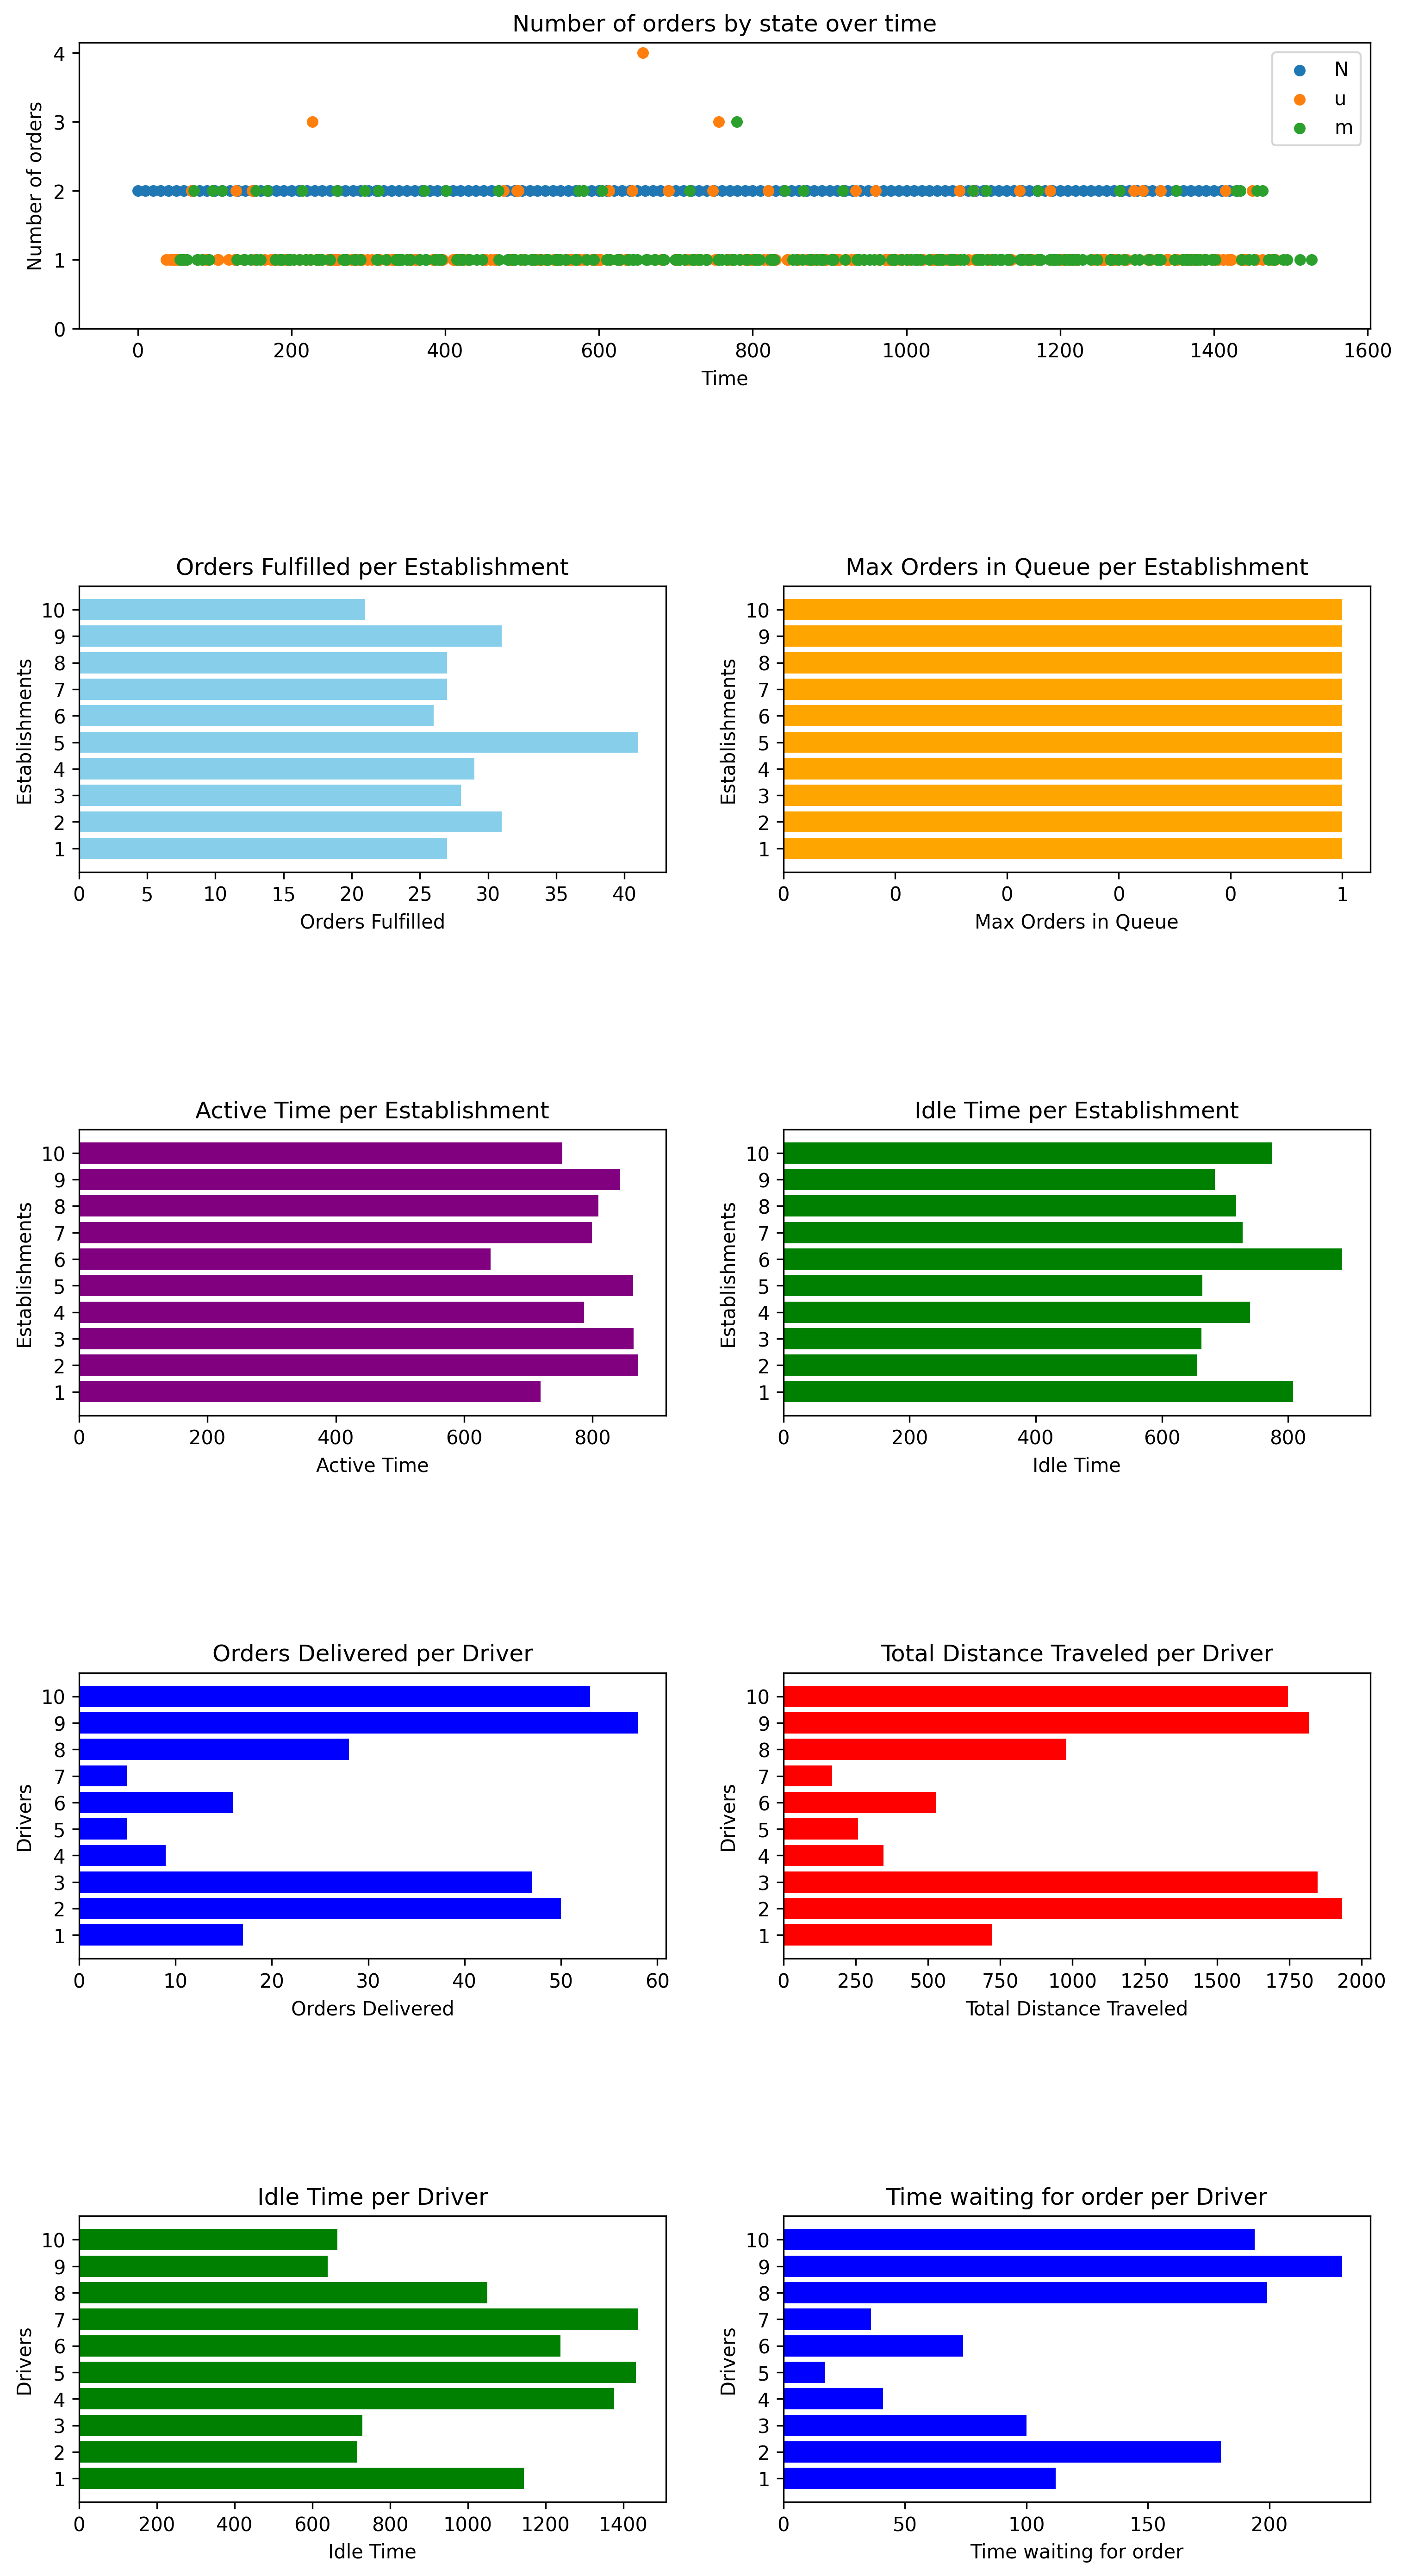 Number of orders by state over time
Number of orders
4
3
2
1
0
N
u
m
0 200 400 600 800 1000 1200 1400 1600
Time
Orders Fulfilled per Establishment
Establishments
10
9
8
7
6
5
4
3
2
1
0 5 10 15 20 25 30 35 40
Orders Fulfilled
Max Orders in Queue per Establishment
Establishments
10
9
8
7
6
5
4
3
2
1
0 0 0 0 0 1
Max Orders in Queue
Active Time per Establishment
Establishments
10
9
8
7
6
5
4
3
2
1
0 200 400 600 800
Active Time
Idle Time per Establishment
Establishments
10
9
8
7
6
5
4
3
2
1
0 200 400 600 800
Idle Time
Orders Delivered per Driver
Drivers
10
9
8
7
6
5
4
3
2
1
0 10 20 30 40 50 60
Orders Delivered
Total Distance Traveled per Driver
Drivers
10
9
8
7
6
5
4
3
2
1
0 250 500 750 1000 1250 1500 1750 2000
Total Distance Traveled
Idle Time per Driver
Drivers
10
9
8
7
6
5
4
3
2
1
0 200 400 600 800 1000 1200 1400
Idle Time
Time waiting for order per Driver
Drivers
10
9
8
7
6
5
4
3
2
1
0 50 100 150 200
Time waiting for order